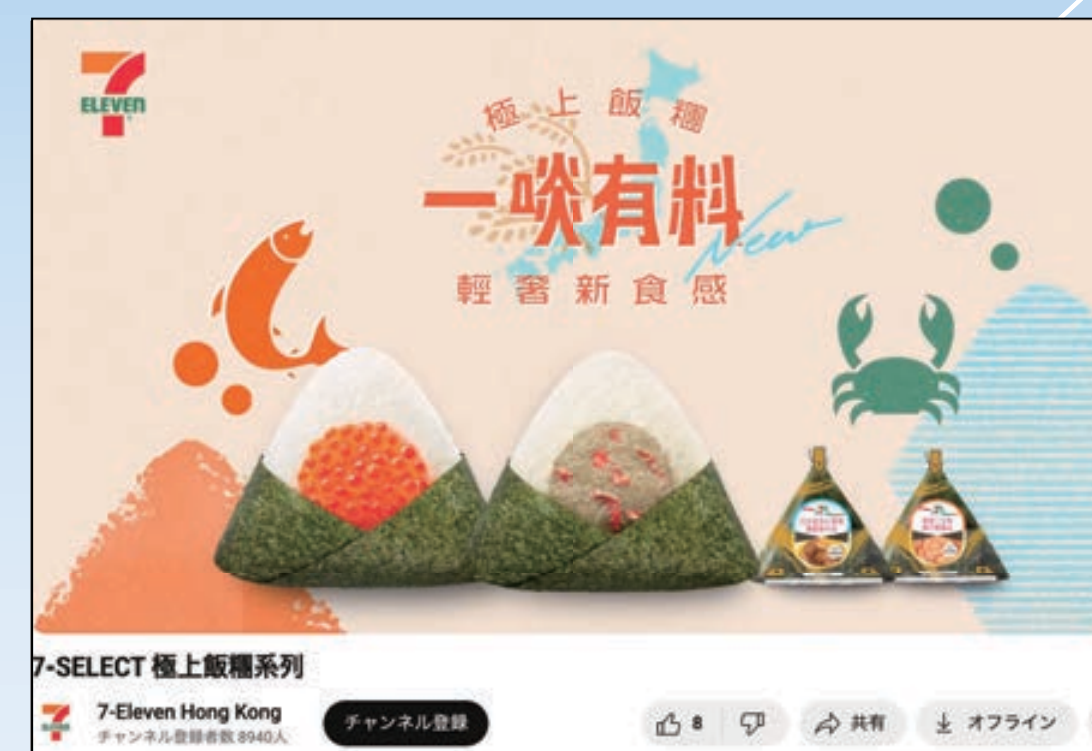 7
ELEVEN
極上飯糰
一啖有料
New
輕奢新食感
7-SELECT 極上飯糰系列
7-Eleven Hong Kong
チャンネル登録者数 8940人
チャンネル登録
8
共有
オフライン